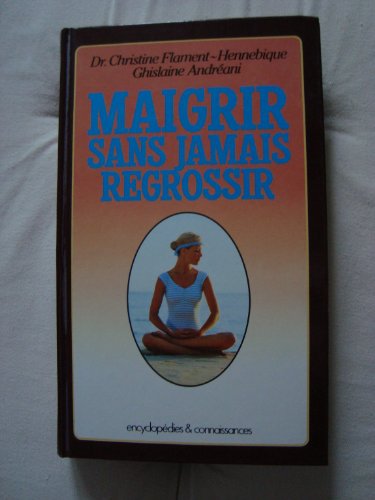 Dr. Christine Flament-Hennebique
Ghislaine Andréani
MAIGRIR
SANS JAMAIS
REGROSSIR
encyclopédies & connaissances